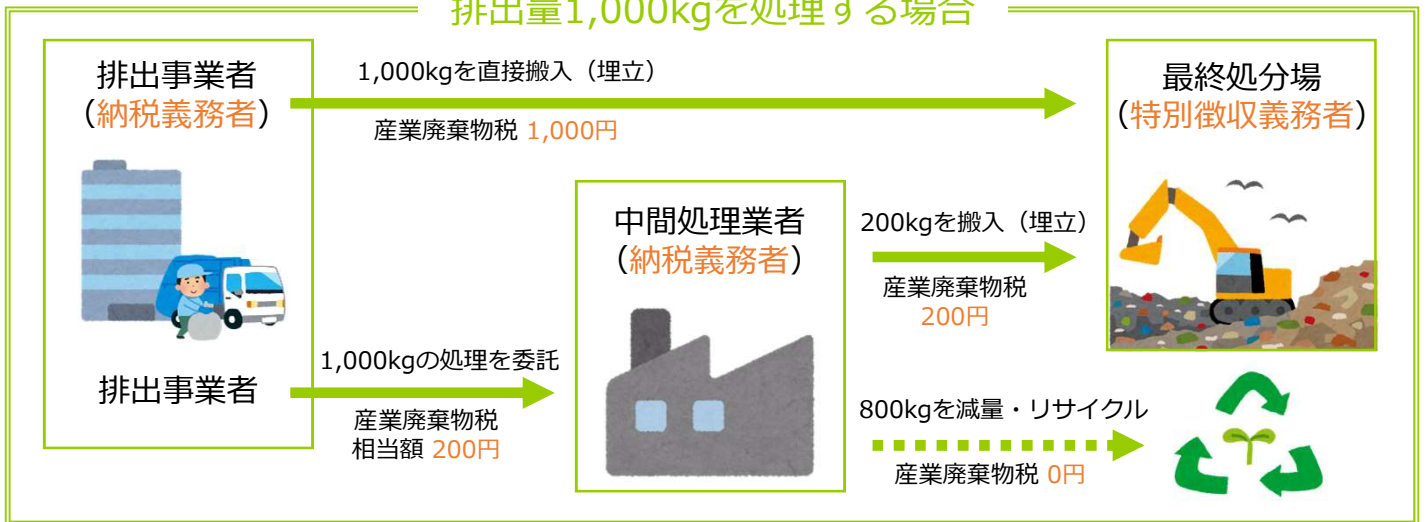 排出量1,000kgを処理する場合
排出事業者
（納税義務者）
1,000kgを直接搬入（埋立）
産業廃棄物税 1,000円
最終処分場
（特別徴収義務者）
中間処理業者
（納税義務者）
200kgを搬入（埋立）
産業廃棄物税
200円
排出事業者
1,000kgの処理を委託
産業廃棄物税
相当額 200円
800kgを減量・リサイクル
産業廃棄物税 0円